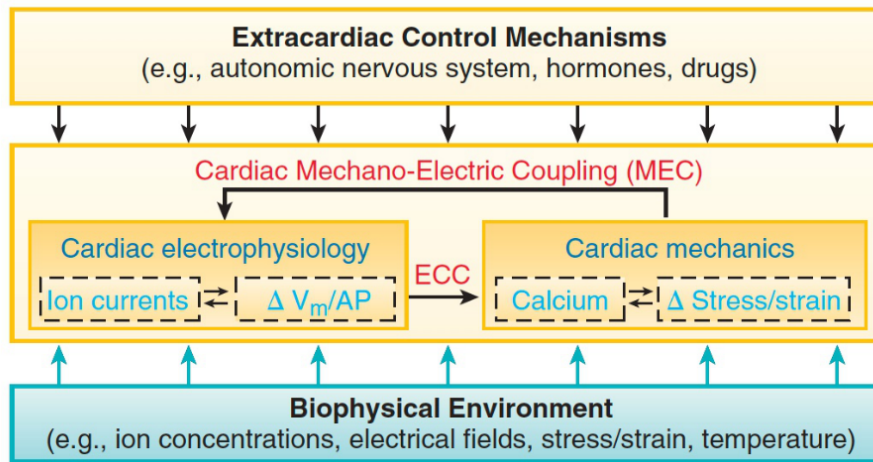 Extracardiac Control Mechanisms
(e.g., autonomic nervous system, hormones, drugs)
Cardiac Mechano-Electric Coupling (MEC)
Cardiac electrophysiology
Ion currents
Δ Vm/AP
ECC
Cardiac mechanics
Calcium
Δ Stress/strain
Biophysical Environment
(e.g., ion concentrations, electrical fields, stress/strain, temperature)